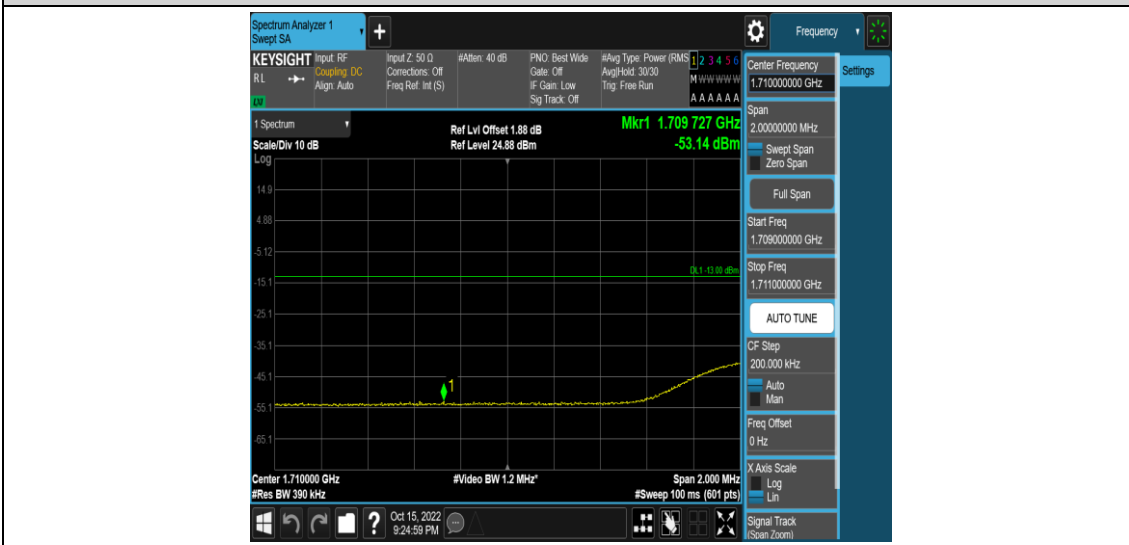 Spectrum Analyzer 1
Swept SA
+
Frequency
KEYSIGHT
RL
LV
Input: RF
Coupling: DC
Align: Auto
Input Z: 50 Ω
Corrections: Off
Freq Ref: Int (S)
#Atten: 40 dB
PNO: Best Wide
Gate: Off
IF Gain: Low
Sig Track: Off
#Avg Type: Power (RMS
Avg|Hold: 30/30
Trig: Free Run
1 2 3 4 5 6
M W W W W W
A A A A A A
Center Frequency
1.710000000 GHz
Settings
Span
2.00000000 MHz
Swept Span
Zero Span
Full Span
Start Freq
1.709000000 GHz
Stop Freq
1.711000000 GHz
AUTO TUNE
CF Step
200.000 kHz
Auto
Man
Freq Offset
0 Hz
X Axis Scale
Log
Lin
Signal Track
(Span Zoom)
1 Spectrum
Scale/Div 10 dB
Ref Lvl Offset 1.88 dB
Ref Level 24.88 dBm
Mkr1 1.709 727 GHz
-53.14 dBm
Log
14.9
4.88
-5.12
DL1 -13.00 dBm
-15.1
-25.1
-35.1
-45.1
1
-55.1
-65.1
Center 1.710000 GHz
#Video BW 1.2 MHz*
Span 2.000 MHz
#Res BW 390 kHz
#Sweep 100 ms (601 pts)
?
Oct 15, 2022
9:24:59 PM